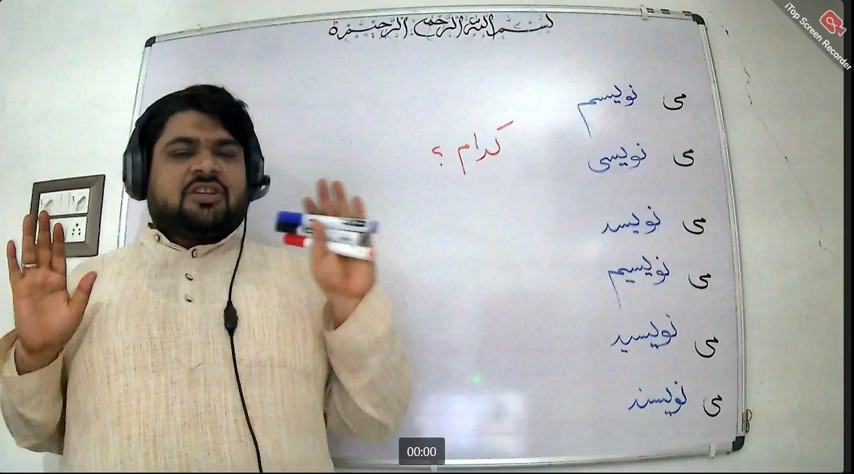 بسم الله الرحمن الرحیم
می نویسم
می نویسی
کدام ؟
می نویسد
می نویسیم
می نویسید
می نویسند
iTop Screen Recorder
00:00